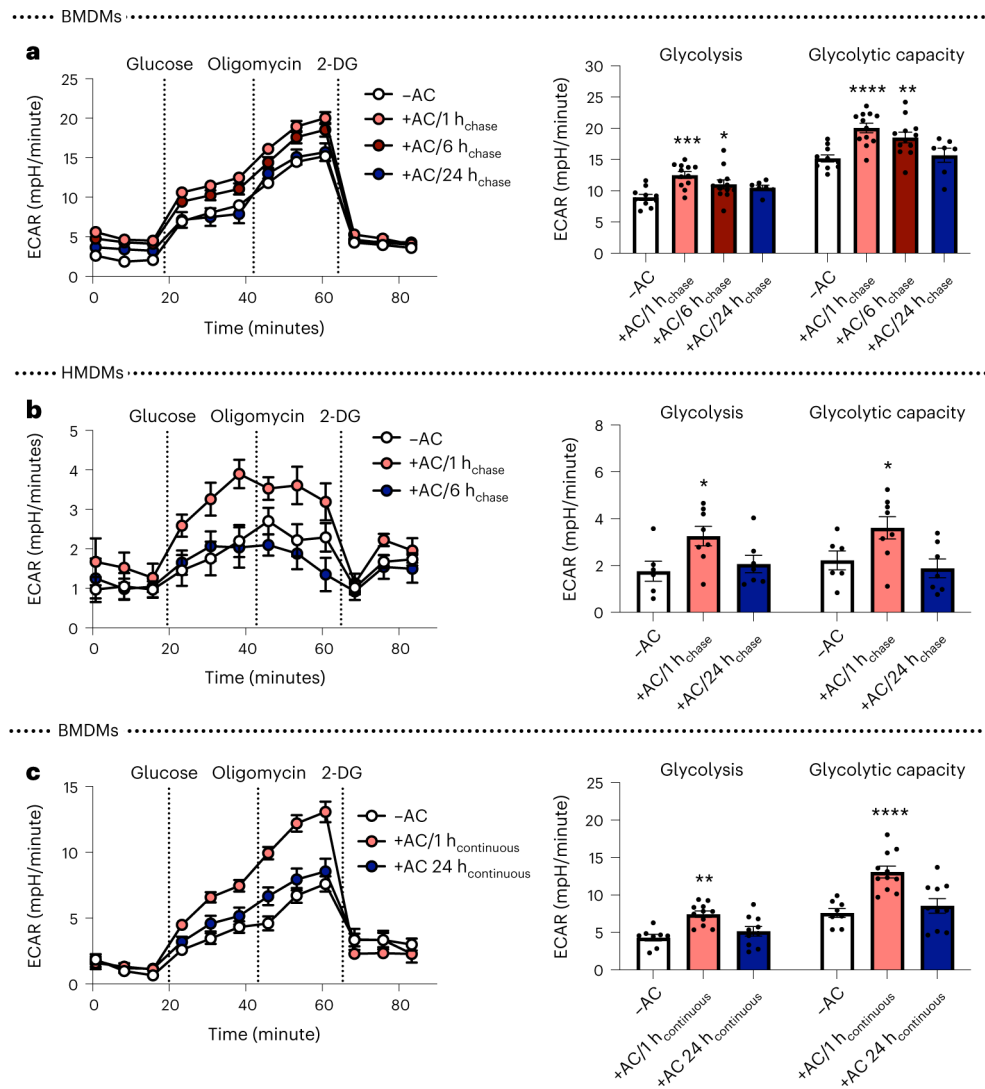 BMDMs
a
Glucose Oligomycin 2-DG
ECAR (mpH/minute)
25
20
15
10
5
0
0 20 40 60 80
Time (minutes)
–AC
+AC/1 hchase
+AC/6 hchase
+AC/24 hchase
Glycolysis Glycolytic capacity
ECAR (mpH/minute)
30
25
20
15
10
5
0
*** * **** **
–AC +AC/1 hchase +AC/6 hchase +AC/24 hchase –AC +AC/1 hchase +AC/6 hchase +AC/24 hchase
HMDMs
b
Glucose Oligomycin 2-DG
ECAR (mpH/minutes)
5
4
3
2
1
0
0 20 40 60 80
Time (minutes)
–AC
+AC/1 hchase
+AC/6 hchase
Glycolysis Glycolytic capacity
ECAR (mpH/minute)
8
6
4
2
0
* *
–AC +AC/1 hchase +AC/24 hchase –AC +AC/1 hchase +AC/24 hchase
BMDMs
c
Glucose Oligomycin 2-DG
ECAR (mpH/minute)
15
10
5
0
0 20 40 60 80
Time (minute)
–AC
+AC/1 hcontinuous
+AC 24 hcontinuous
Glycolysis Glycolytic capacity
ECAR (mpH/minute)
25
20
15
10
5
0
** ****
–AC +AC/1 hcontinuous +AC 24 hcontinuous –AC +AC/1 hcontinuous +AC 24 hcontinuous